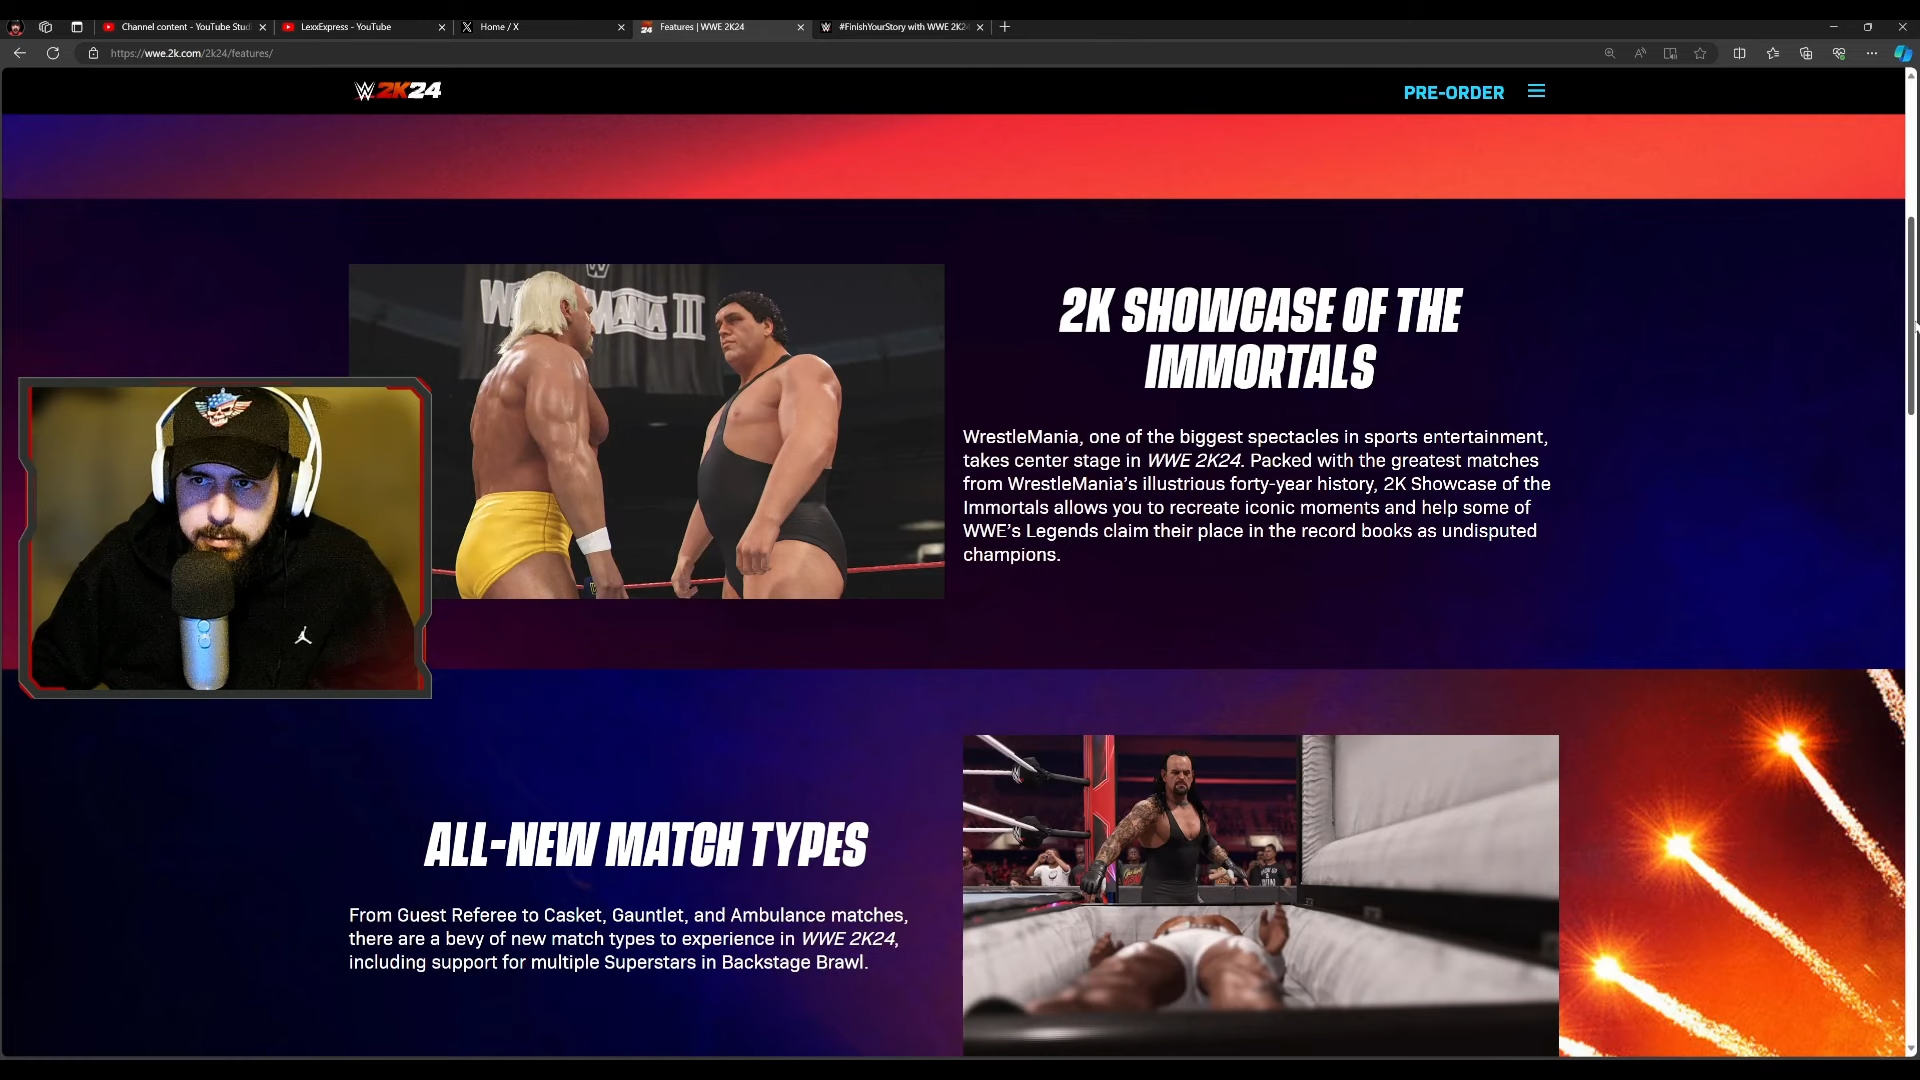 Channel content - YouTube Studi
LexxExpress - YouTube
Home / X
Features | WWE 2K24
#FinishYourStory with WWE 2K24
https://wwe.2k.com/2k24/features/
W 2K24
PRE-ORDER
WRESTLEMANIA III
2K SHOWCASE OF THE
IMMORTALS
WrestleMania, one of the biggest spectacles in sports entertainment,
takes center stage in WWE 2K24. Packed with the greatest matches
from WrestleMania's illustrious forty-year history, 2K Showcase of the
Immortals allows you to recreate iconic moments and help some of
WWE's Legends claim their place in the record books as undisputed
champions.
ALL-NEW MATCH TYPES
From Guest Referee to Casket, Gauntlet, and Ambulance matches,
there are a bevy of new match types to experience in WWE 2K24,
including support for multiple Superstars in Backstage Brawl.